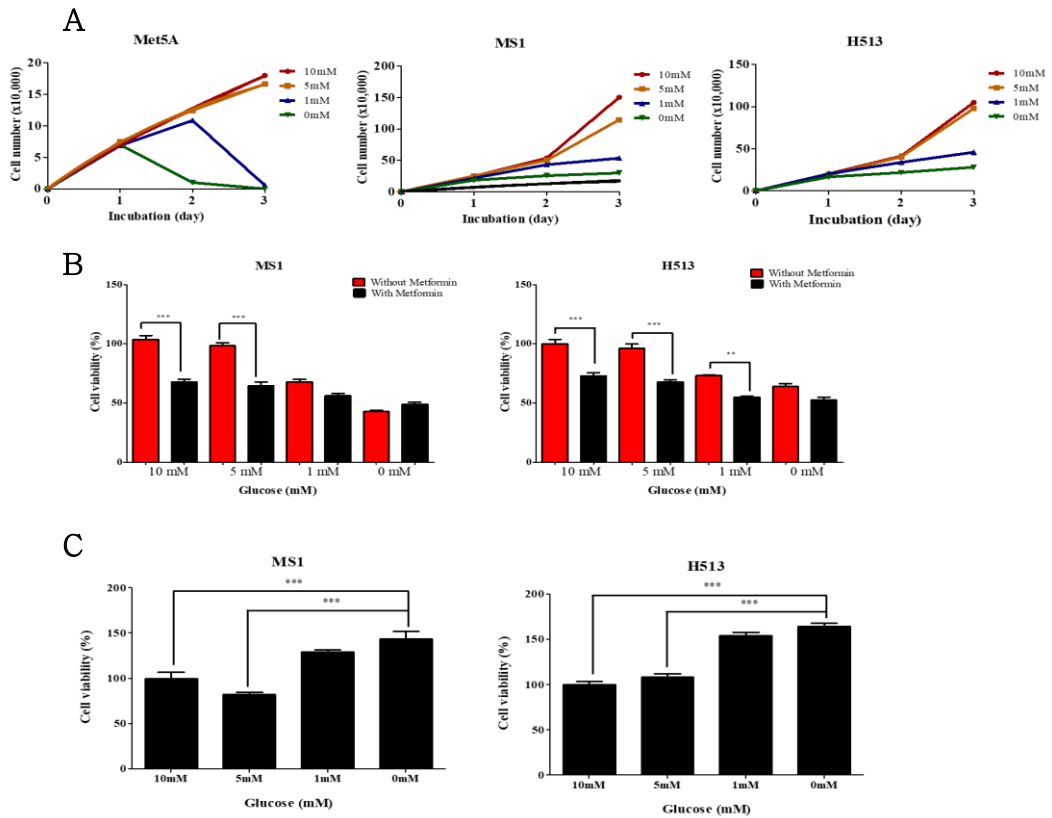 A
Met5A
20
15
10
5
0
Cell number (x10,000)
0 1 2 3
Incubation (day)
10mM
5mM
1mM
0mM
MS1
200
150
100
50
0
Cell number (x10,000)
0 1 2 3
Incubation (day)
10mM
5mM
1mM
0mM
H513
150
100
50
0
Cell number (x10,000)
0 1 2 3
Incubation (day)
10mM
5mM
1mM
0mM
B
MS1
Without Metformin
With Metformin
150
100
50
0
Cell viability (%)
***
***
10 mM 5 mM 1 mM 0 mM
Glucose (mM)
H513
Without Metformin
With Metformin
150
100
50
0
Cell viability (%)
***
***
**
10 mM 5 mM 1 mM 0 mM
Glucose (mM)
C
MS1
200
150
100
50
0
Cell viability (%)
***
***
10mM 5mM 1mM 0mM
Glucose (mM)
H513
200
150
100
50
0
Cell viability (%)
***
***
10mM 5mM 1mM 0mM
Glucose (mM)